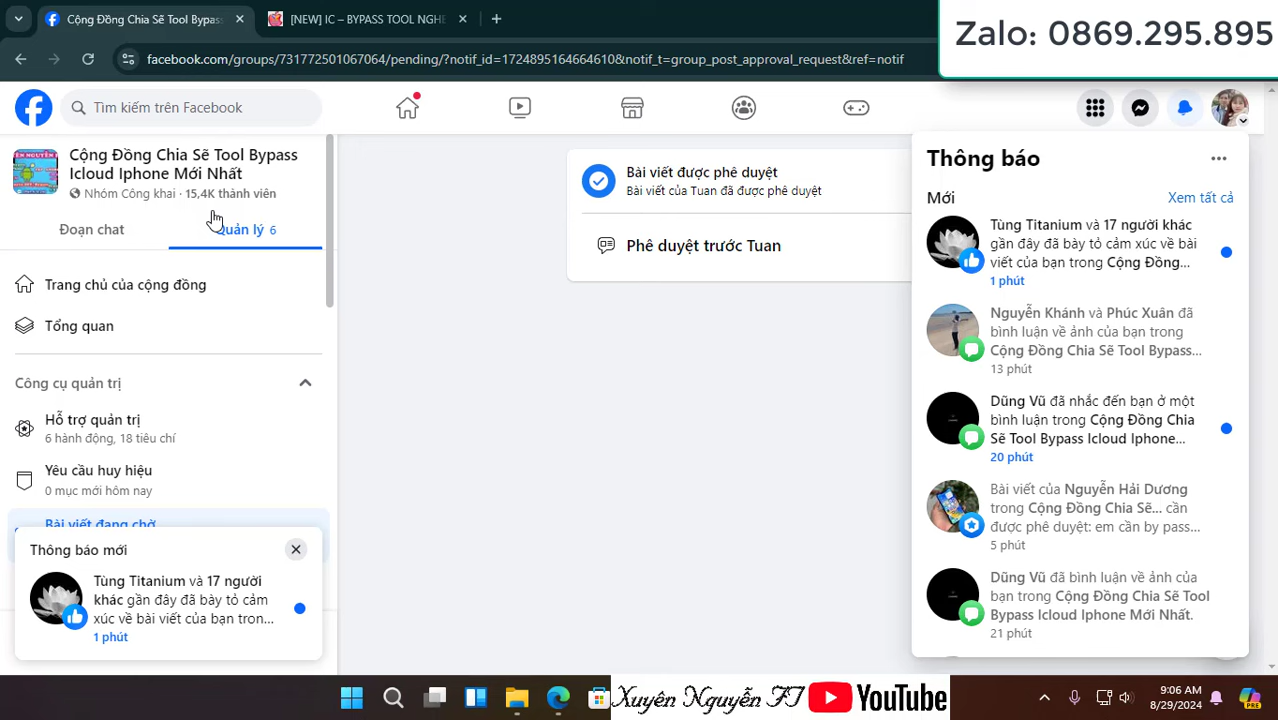 Cộng Đồng Chia Sẽ Tool Bypas
[NEW] IC – BYPASS TOOL NGHỀ
Zalo: 0869.295.895
facebook.com/groups/731772501067064/pending/?notif_id=1724895164664610&notif_t=group_post_approval_request&ref=notif
Tìm kiếm trên Facebook
Cộng Đồng Chia Sẽ Tool Bypass
Icloud Iphone Mới Nhất
Nhóm Công khai · 15,4K thành viên
Đoạn chat
Quản lý 6
Trang chủ của cộng đồng
Tổng quan
Công cụ quản trị
Hỗ trợ quản trị
6 hành động, 18 tiêu chí
Yêu cầu huy hiệu
0 mục mới hôm nay
Bài viết đang chờ
Thông báo mới
Tùng Titanium và 17 người
khác gần đây đã bày tỏ cảm
xúc về bài viết của bạn tron...
1 phút
Bài viết được phê duyệt
Bài viết của Tuan đã được phê duyệt
Phê duyệt trước Tuan
Thông báo
Mới
Xem tất cả
Tùng Titanium và 17 người khác
gần đây đã bày tỏ cảm xúc về bài
viết của bạn trong Cộng Đồng...
1 phút
Nguyễn Khánh và Phúc Xuân đã
bình luận về ảnh của bạn trong
Cộng Đồng Chia Sẽ Tool Bypass...
13 phút
Dũng Vũ đã nhắc đến bạn ở một
bình luận trong Cộng Đồng Chia
Sẽ Tool Bypass Icloud Iphone...
20 phút
Bài viết của Nguyễn Hải Dương
trong Cộng Đồng Chia Sẽ... cần
được phê duyệt: em cần by pass...
5 phút
Dũng Vũ đã bình luận về ảnh của
bạn trong Cộng Đồng Chia Sẽ Tool
Bypass Icloud Iphone Mới Nhất.
21 phút
Xuyên Nguyễn IT
YouTube
9:06 AM
8/29/2024
PRE